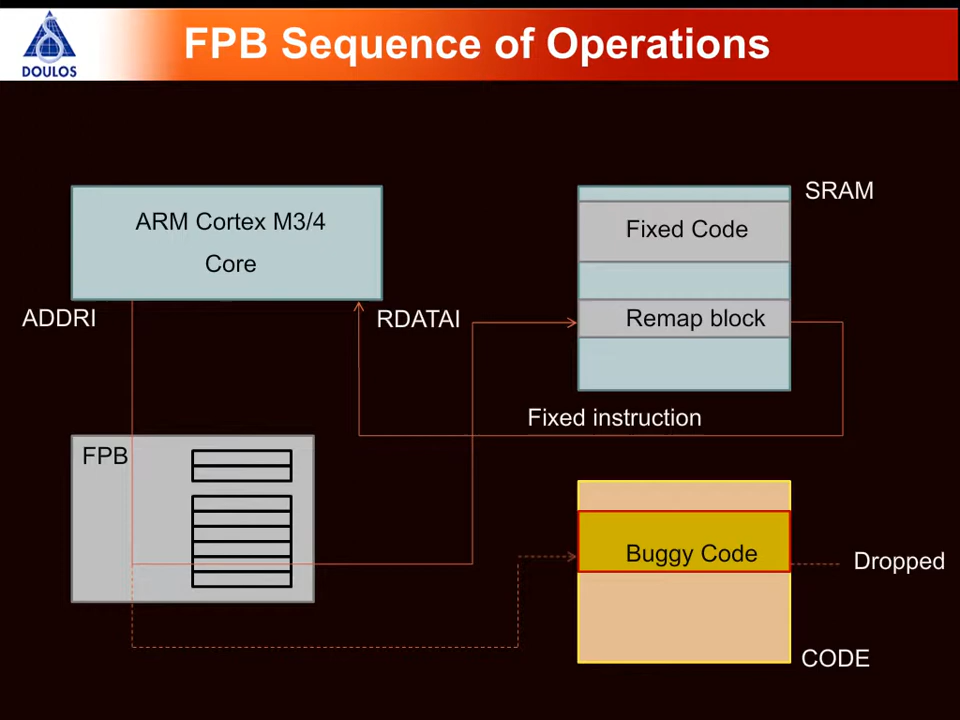 DOULOS
FPB Sequence of Operations
SRAM
ARM Cortex M3/4
Core
Fixed Code
ADDRI
RDATAI
Remap block
Fixed instruction
FPB
Buggy Code
Dropped
CODE